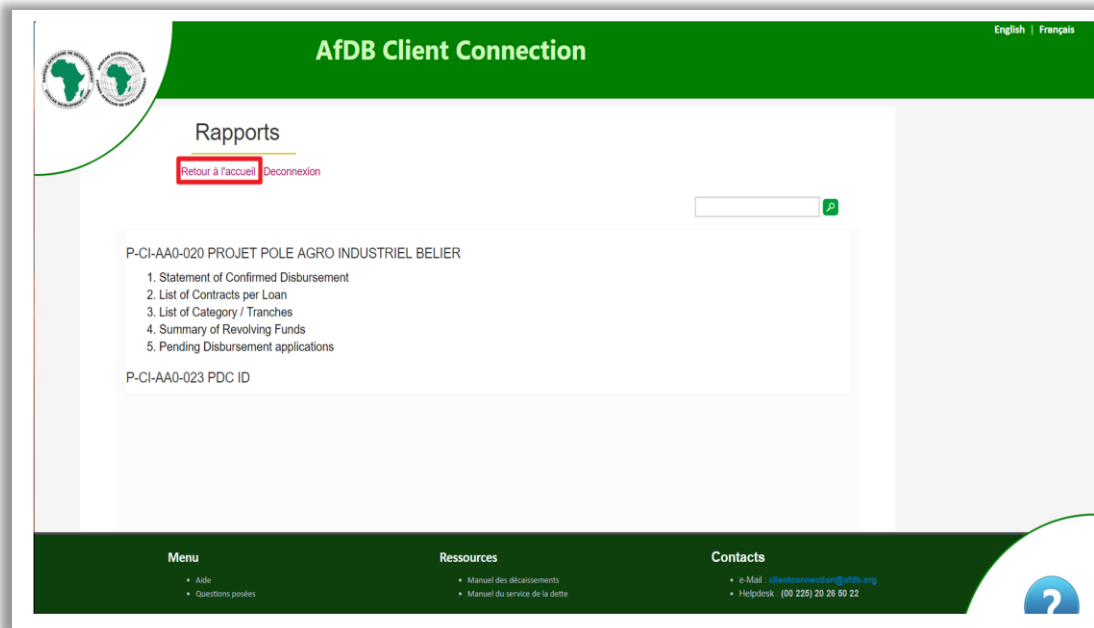 English | Français
AfDB Client Connection
Rapports
Retour à l'accueil Deconnexion
P-CI-AA0-020 PROJET POLE AGRO INDUSTRIEL BELIER
1. Statement of Confirmed Disbursement
2. List of Contracts per Loan
3. List of Category / Tranches
4. Summary of Revolving Funds
5. Pending Disbursement applications
P-CI-AA0-023 PDC ID
Menu
• Aide
• Questions posées
Ressources
• Manuel des décaissements
• Manuel du service de la dette
Contacts
• e-Mail : clientconnection@afdb.org
• Helpdesk : (00 225) 20 26 50 22
?